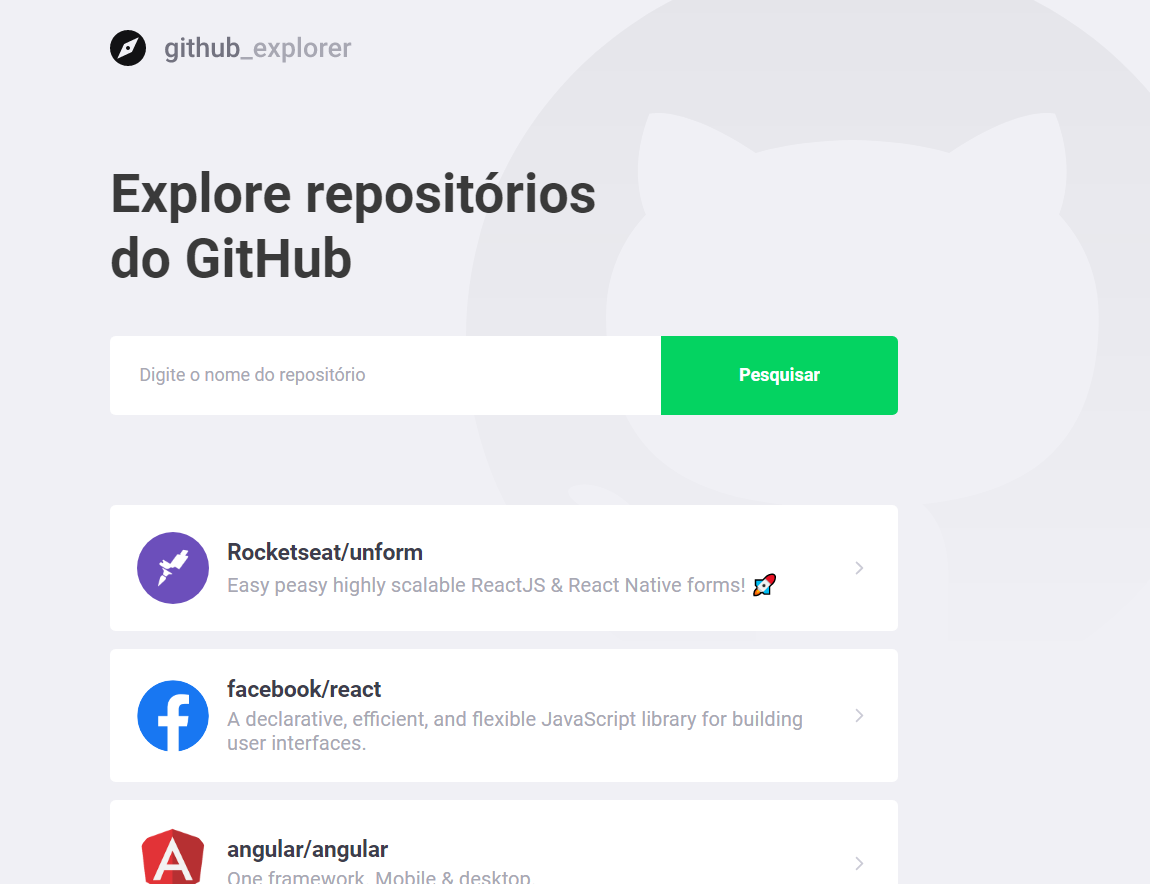 github_explorer
Explore repositórios
do GitHub
Digite o nome do repositório
Pesquisar
Rocketseat/unform
Easy peasy highly scalable ReactJS & React Native forms! 🚀
facebook/react
A declarative, efficient, and flexible JavaScript library for building
user interfaces.
angular/angular
One framework. Mobile & desktop.